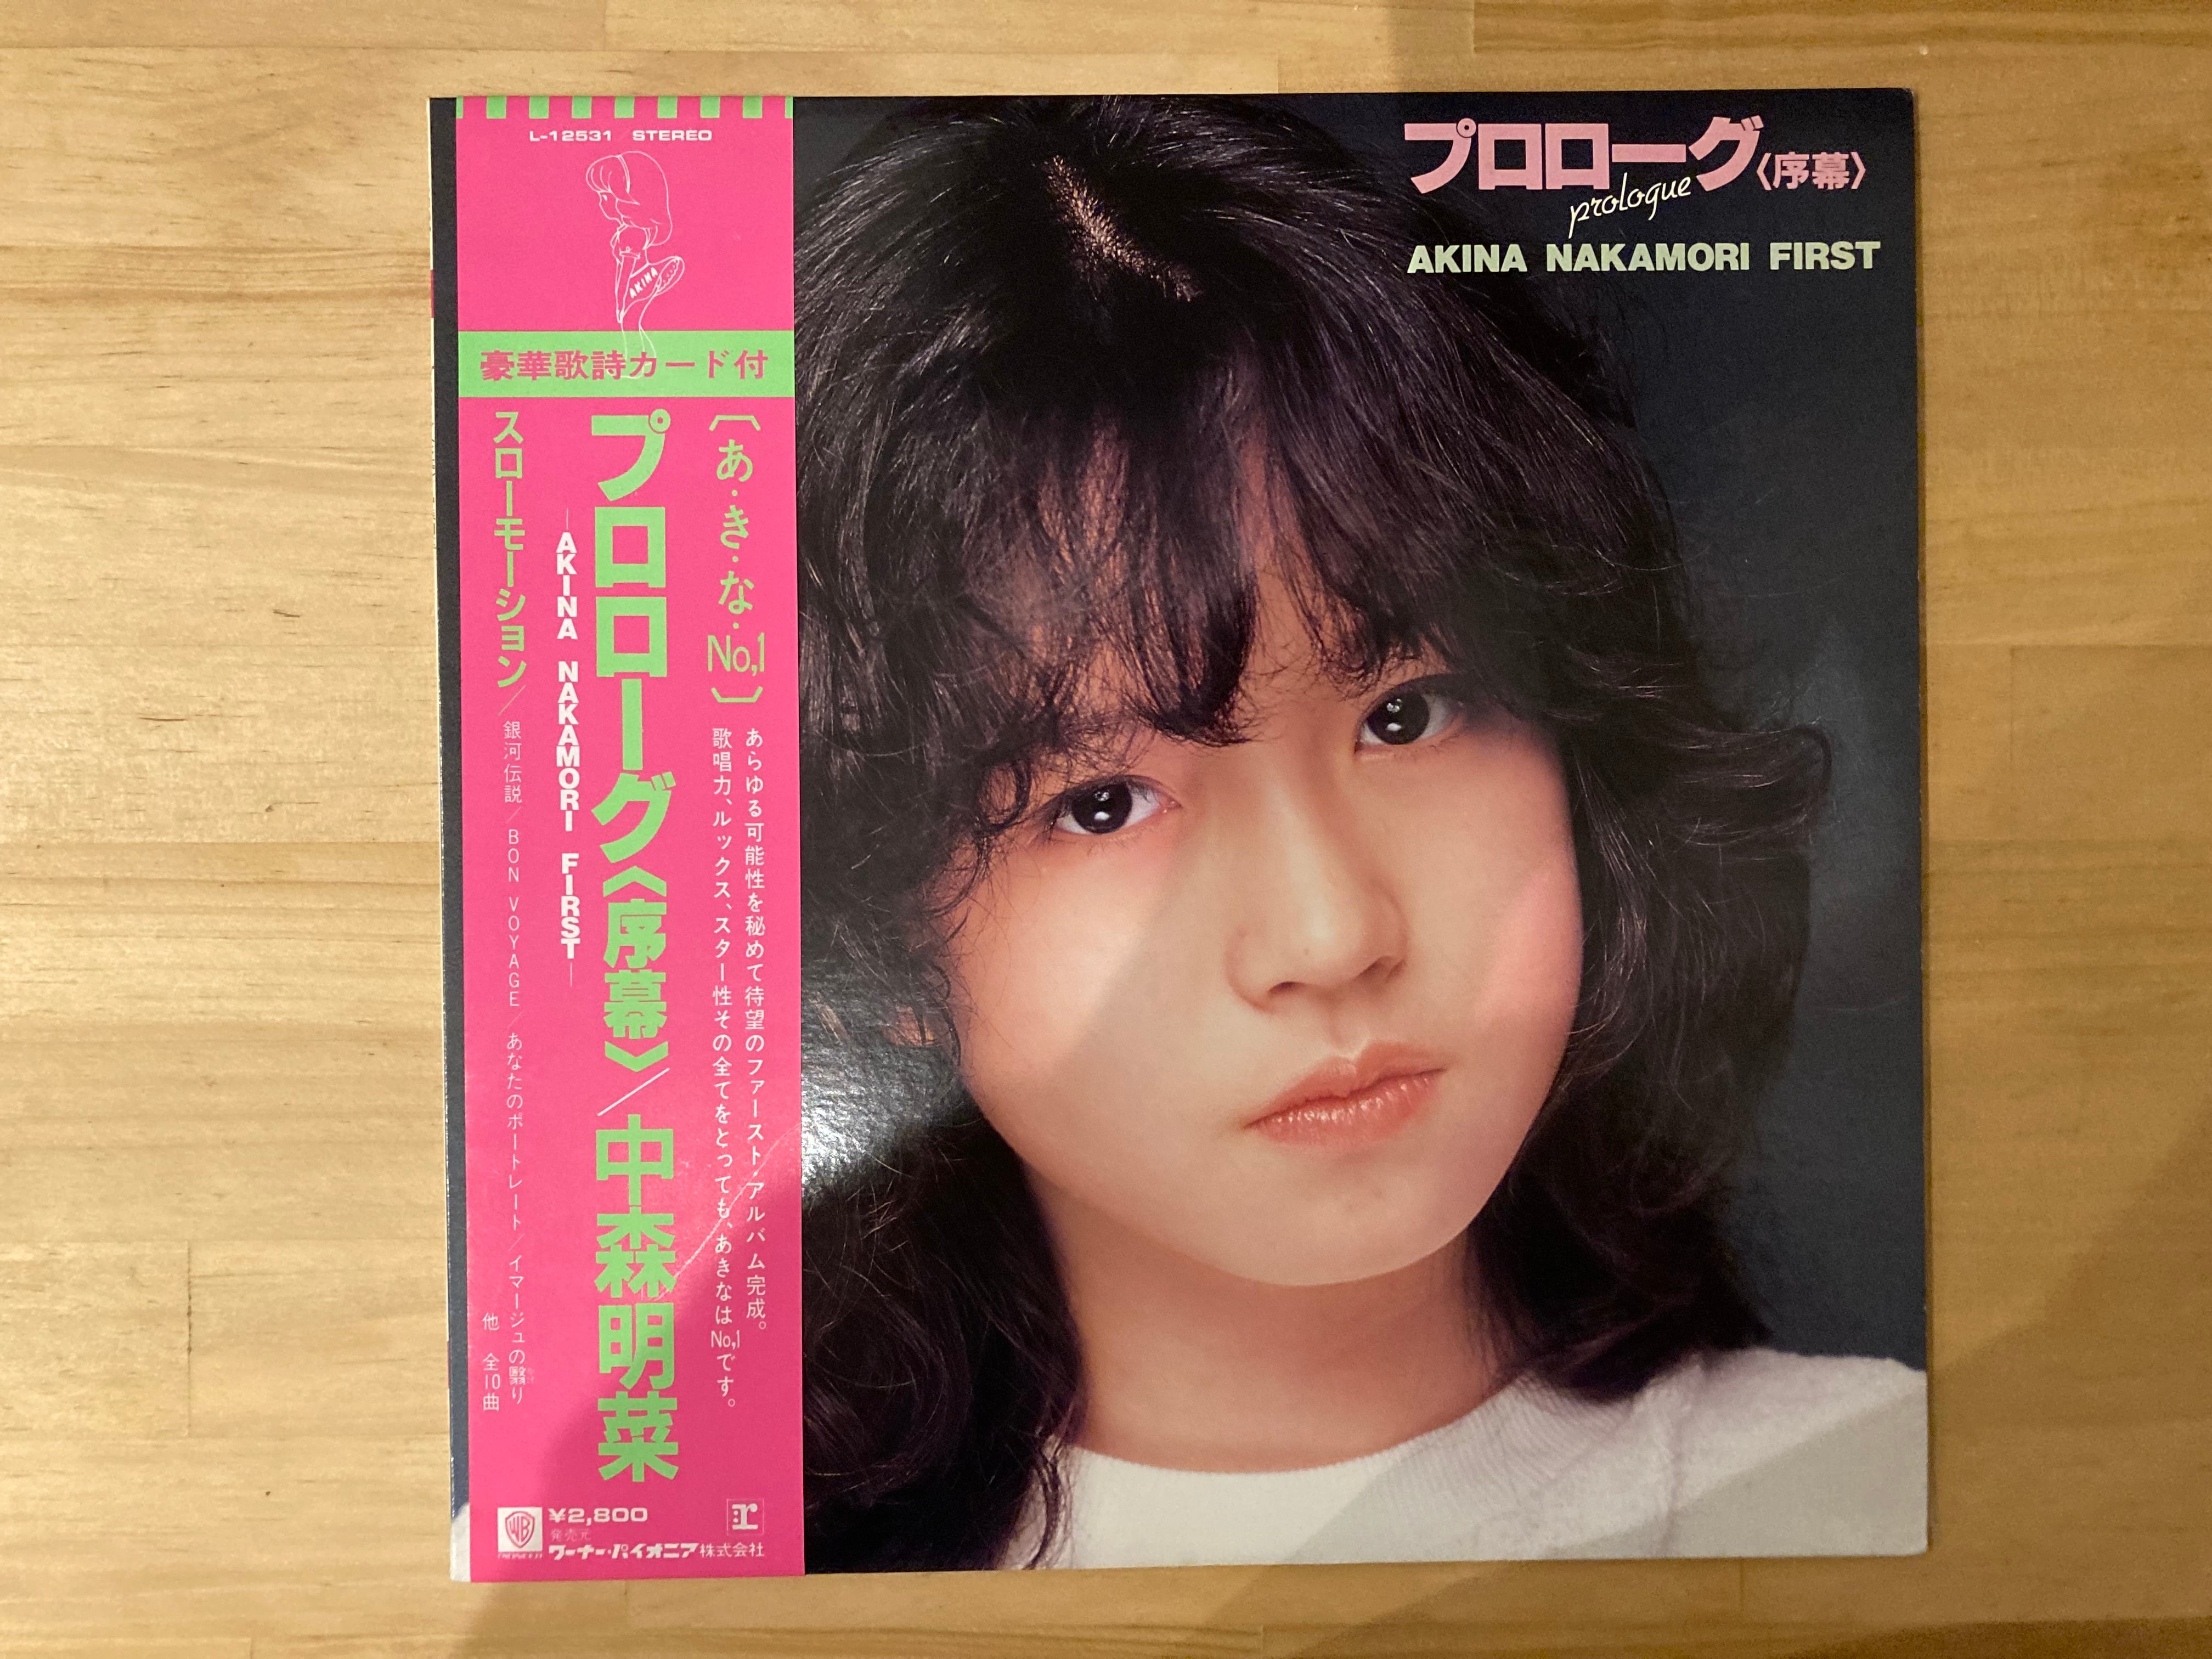 L-12531 STEREO
AKINA
豪華歌詩カード付
〔あ・き・な・No,1〕
あらゆる可能性を秘めて待望のファースト・アルバム完成。
歌唱力、ルックス、スター性その全てをとっても、あきなはNo,1です。
プロローグ〈序幕〉/中森明菜
—AKINA NAKAMORI FIRST—
スローモーション/銀河伝説/BON VOYAGE/あなたのポートレート/イマージュの翳り
他 全10曲
¥2,800
発売元
ワーナー・パイオニア株式会社
WB
r
プロローグ〈序幕〉
prologue
AKINA NAKAMORI FIRST